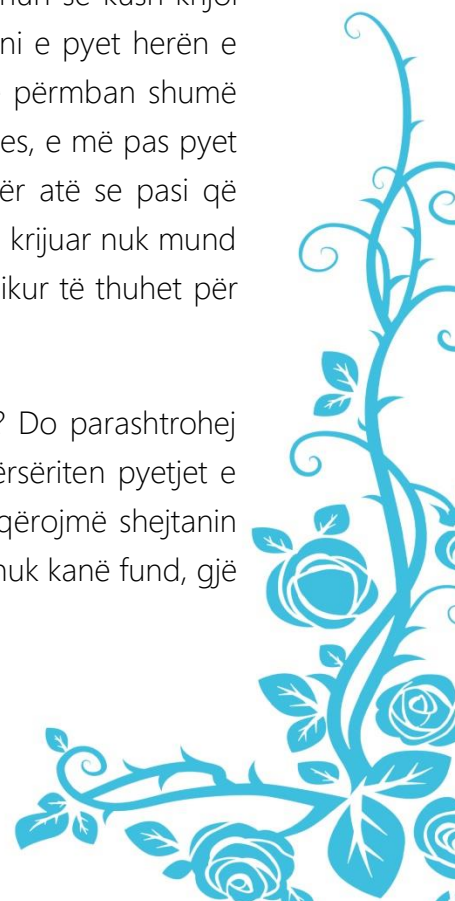 se kush krijoi
ni e pyet herën e
përmban shumë
es, e më pas pyet
ër atë se pasi që
krijuar nuk mund
ikur të thuhet për
? Do parashtrohej
ërsëriten pyetjet e
qërojmë shejtanin
nuk kanë fund, gjë